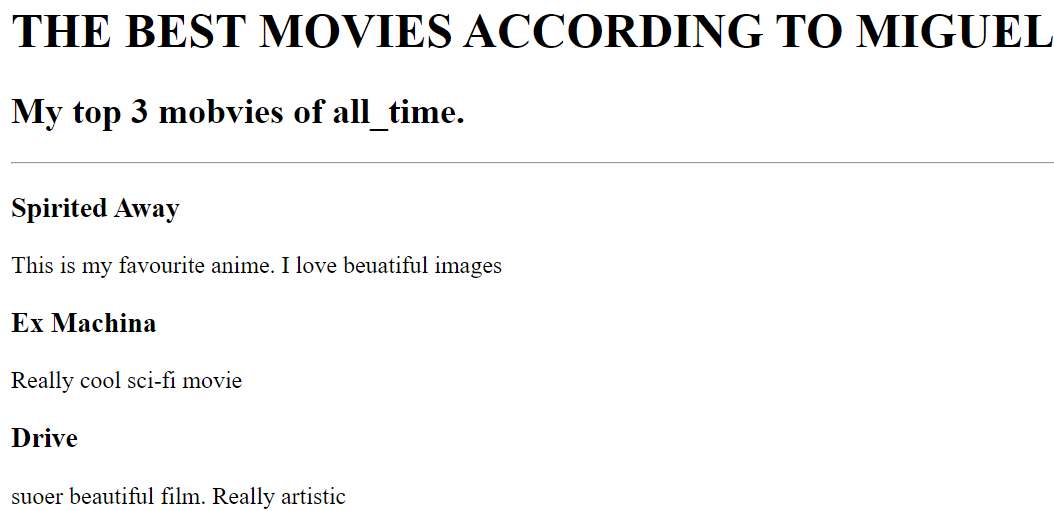 THE BEST MOVIES ACCORDING TO MIGUEL
My top 3 mobvies of all_time.
Spirited Away
This is my favourite anime. I love beuatiful images
Ex Machina
Really cool sci-fi movie
Drive
suoer beautiful film. Really artistic